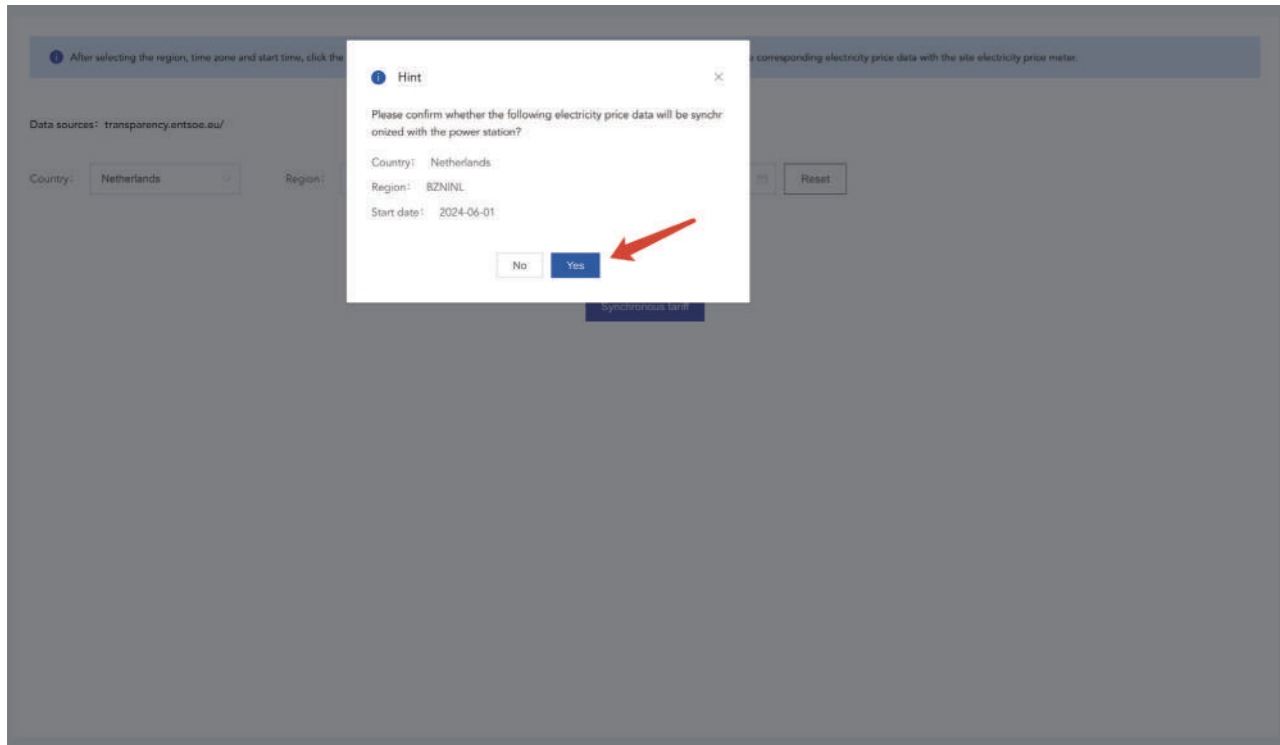 After selecting the region, time zone and start time, click the
corresponding electricity price data with the site electricity price meter.
Hint
Please confirm whether the following electricity price data will be synchr
onized with the power station?
Data sources: transparency.entsoe.eu/
Country: Netherlands
Region:
Country: Netherlands
Region: BZNINL
Start date: 2024-06-01
Reset
No
Yes
Synchronous tariff